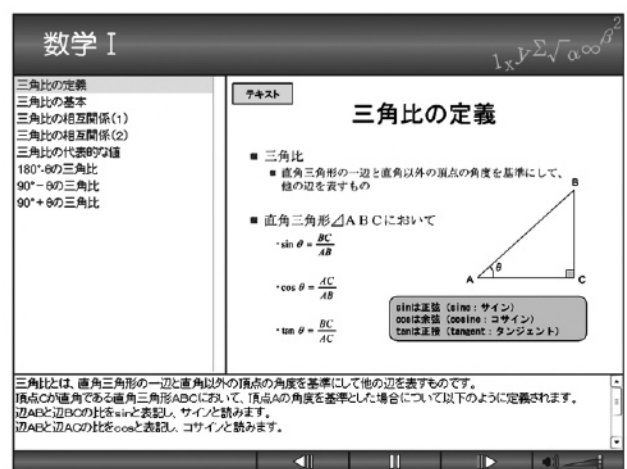 数学Ⅰ
1xyΣ√α∞β²
三角比の定義
三角比の基本
三角比の相互関係(1)
三角比の相互関係(2)
三角比の代表的な値
180°-θの三角比
90°-θの三角比
90°+θの三角比
テキスト
三角比の定義
■ 三角比
■ 直角三角形の一辺と直角以外の頂点の角度を基準にして、
他の辺を表すもの
■ 直角三角形⊿ABCにおいて
・sin θ = BC/AB
・cos θ = AC/AB
・tan θ = BC/AC
B
A
θ
C
sinは正弦（sine：サイン）
cosは余弦（cosine：コサイン）
tanは正接（tangent：タンジェント）
三角比とは、直角三角形の一辺と直角以外の頂点の角度を基準にして他の辺を表すものです。
頂点Cが直角である直角三角形ABCにおいて、頂点Aの角度を基準とした場合について以下のように定義されます。
辺ABと辺BCの比をsinと表記し、サインと読みます。
辺ABと辺ACの比をcosと表記し、コサインと読みます。